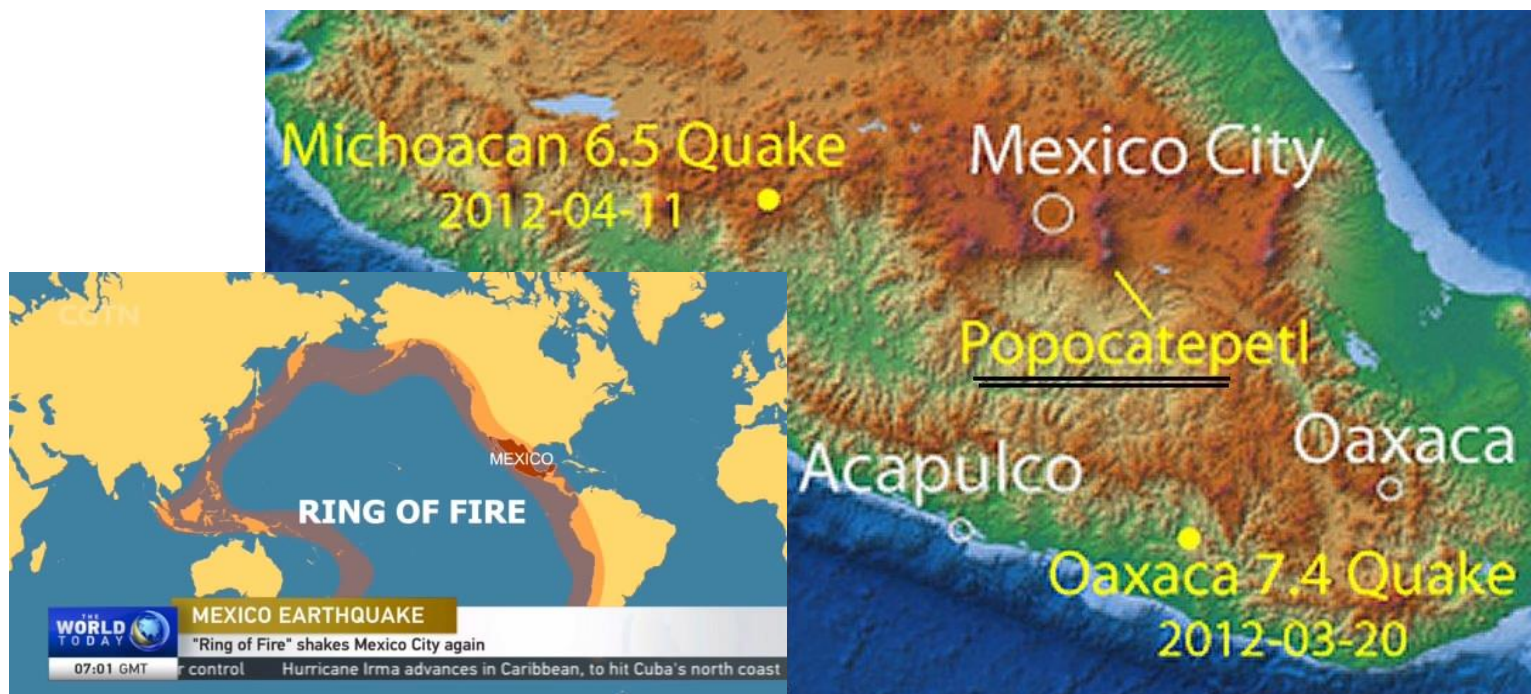 Michoacan 6.5 Quake
2012-04-11
Mexico City
Popocatepetl
Acapulco
Oaxaca
Oaxaca 7.4 Quake
2012-03-20
CGTN
MEXICO
RING OF FIRE
THE
WORLD
TODAY
MEXICO EARTHQUAKE
"Ring of Fire" shakes Mexico City again
07:01 GMT
control
Hurricane Irma advances in Caribbean, to hit Cuba's north coast